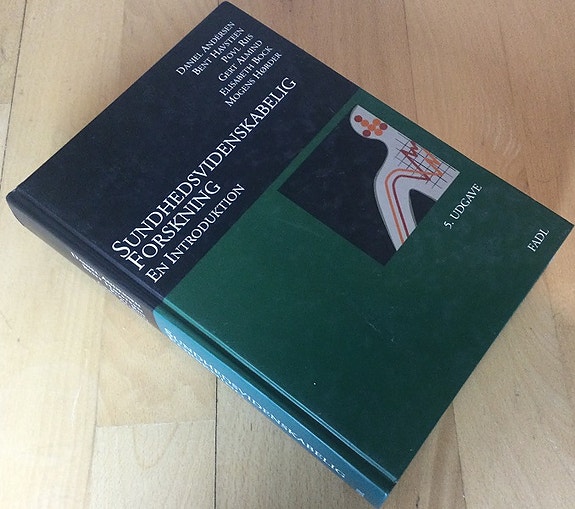 DANIEL ANDERSEN
BENT HAVSTEEN
POVL RIIS
GERT ALMIND
ELISABETH BOCK
MOGENS HØRDER
SUNDHEDSVIDENSKABELIG
FORSKNING
EN INTRODUKTION
5. UDGAVE
FADL
SUNDHEDSVIDENSKABELIG